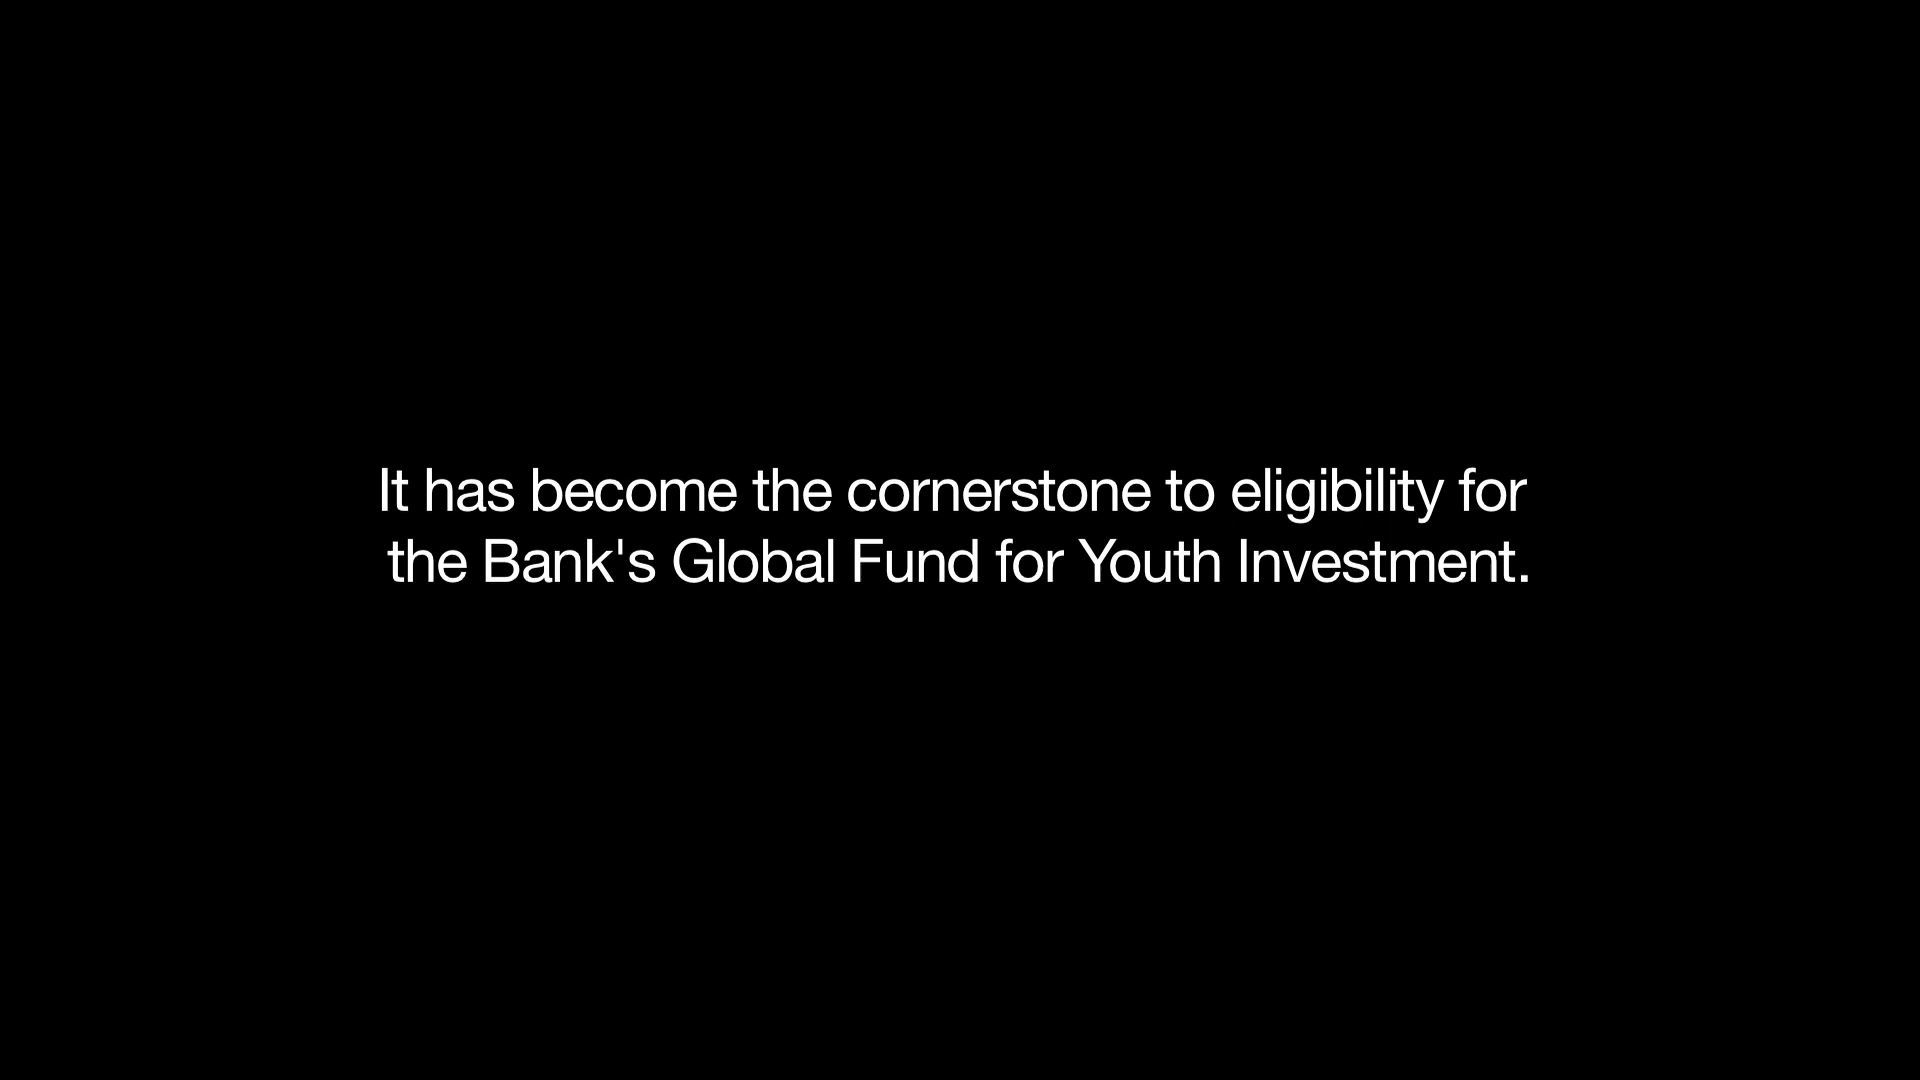 It has become the cornerstone to eligibility for
the Bank's Global Fund for Youth Investment.